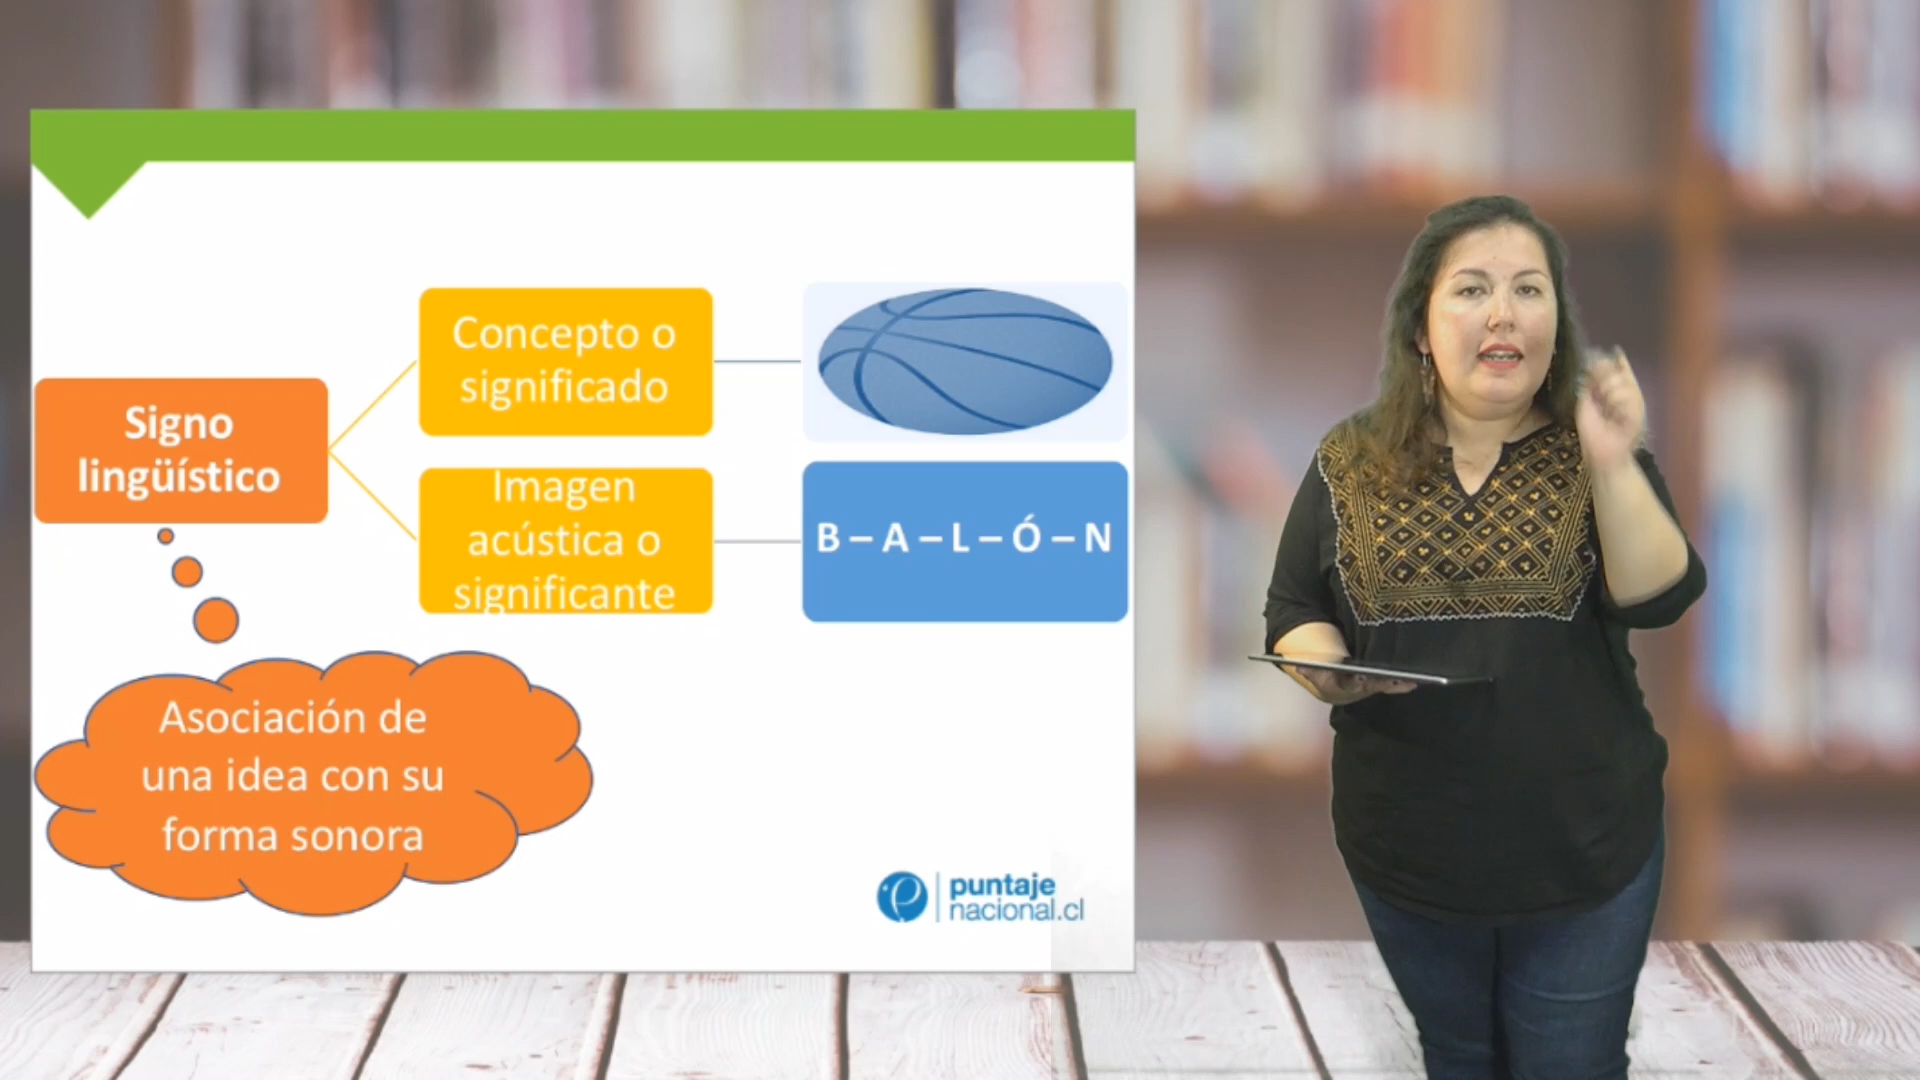 Signo
lingüístico
Concepto o
significado
Imagen
acústica o
significante
B – A – L – Ó – N
Asociación de
una idea con su
forma sonora
puntaje
nacional.cl